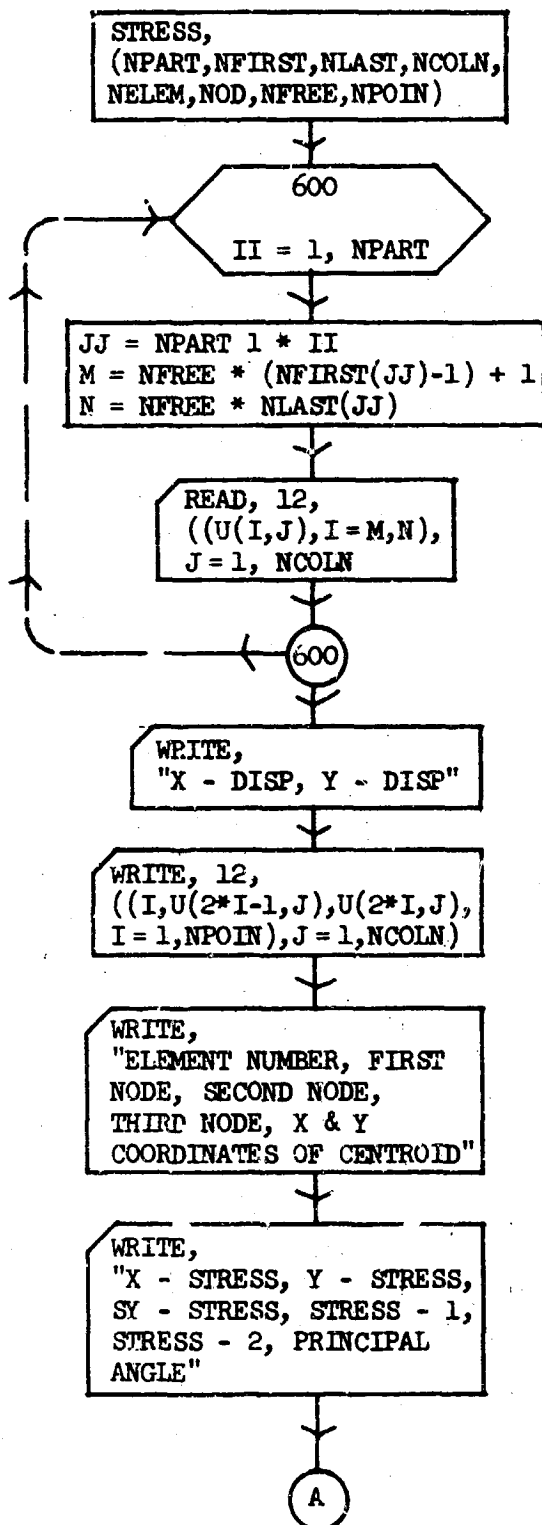 STRESS,
(NPART,NFIRST,NLAST,NCOLN,
NELEM,NOD,NFREE,NPOIN)
600
II = 1, NPART
JJ = NPART 1 * II
M = NFREE * (NFIRST(JJ)-1) + 1
N = NFREE * NLAST(JJ)
READ, 12,
((U(I,J),I=M,N),
J=1, NCOLN
600
WRITE,
"X - DISP, Y - DISP"
WRITE, 12,
((I,U(2*I-1,J),U(2*I,J),
I=1,NPOIN),J=1,NCOLN)
WRITE,
"ELEMENT NUMBER, FIRST
NODE, SECOND NODE,
THIRD NODE, X & Y
COORDINATES OF CENTROID"
WRITE,
"X - STRESS, Y - STRESS,
SY - STRESS, STRESS - 1,
STRESS - 2, PRINCIPAL
ANGLE"
A